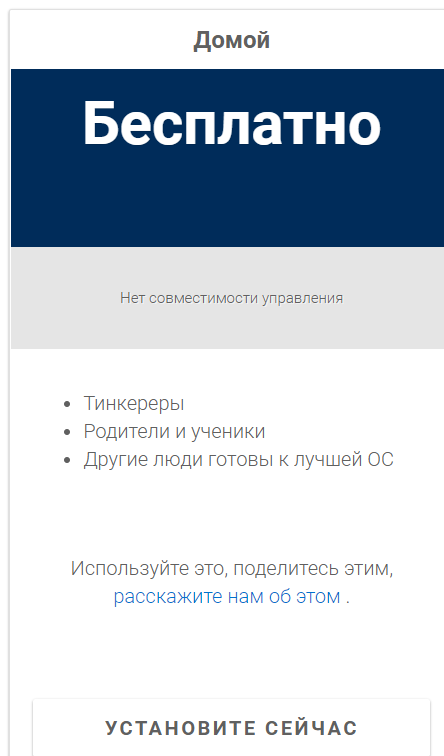 Домой
Бесплатно
Нет совместимости управления
Тинкереры
Родители и ученики
Другие люди готовы к лучшей ОС
Используйте это, поделитесь этим,
расскажите нам об этом .
УСТАНОВИТЕ СЕЙЧАС